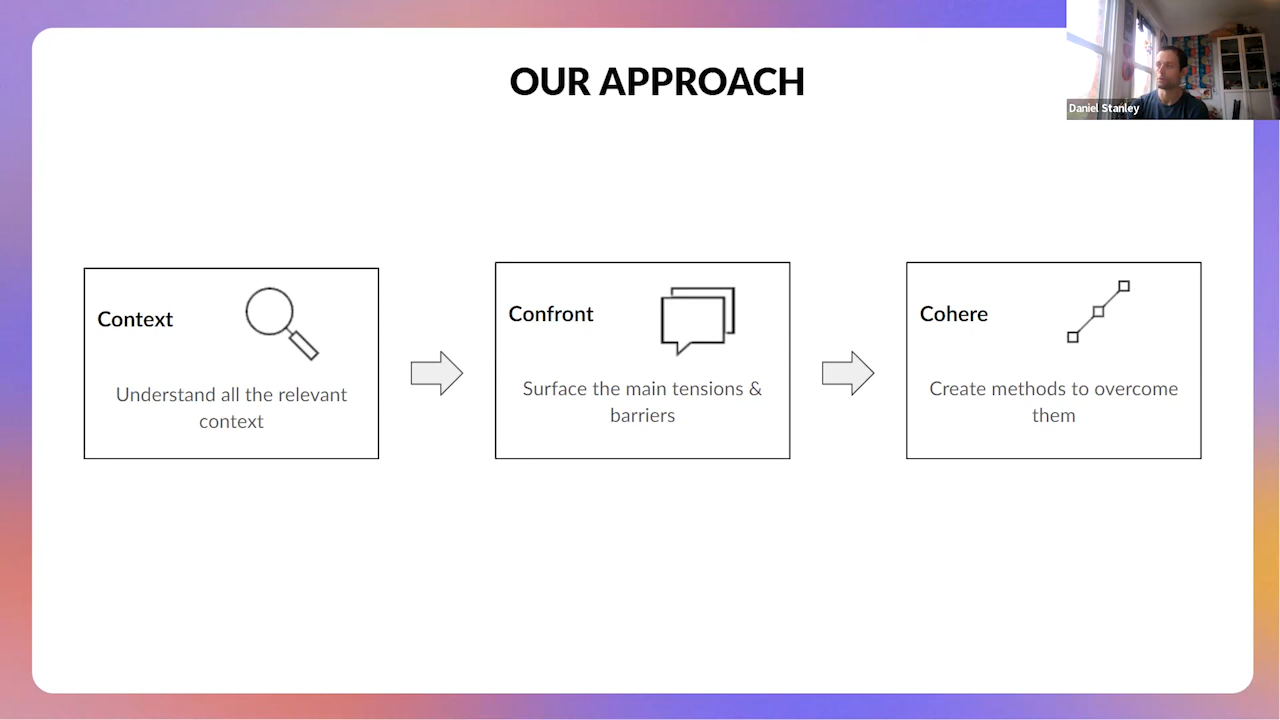 OUR APPROACH
Daniel Stanley
Context
Understand all the relevant
context
Confront
Surface the main tensions &
barriers
Cohere
Create methods to overcome
them